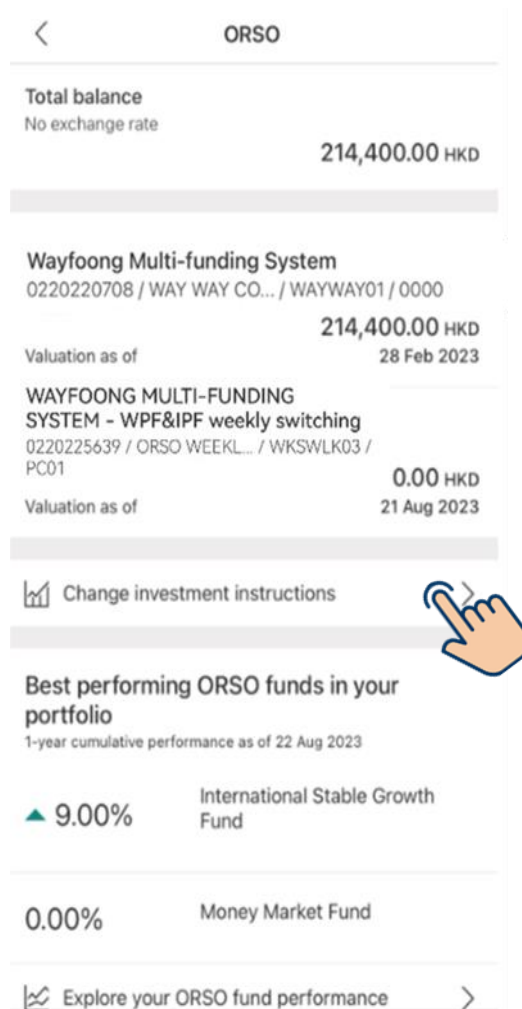 ORSO
Total balance
No exchange rate
214,400.00 HKD
Wayfoong Multi-funding System
0220220708 / WAY WAY CO... / WAYWAY01 / 0000
214,400.00 HKD
Valuation as of 28 Feb 2023
WAYFOONG MULTI-FUNDING
SYSTEM - WPF&IPF weekly switching
0220225639 / ORSO WEEKL... / WKSWLK03 /
PC01
0.00 HKD
Valuation as of 21 Aug 2023
Change investment instructions
Best performing ORSO funds in your
portfolio
1-year cumulative performance as of 22 Aug 2023
9.00% International Stable Growth
Fund
0.00% Money Market Fund
Explore your ORSO fund performance